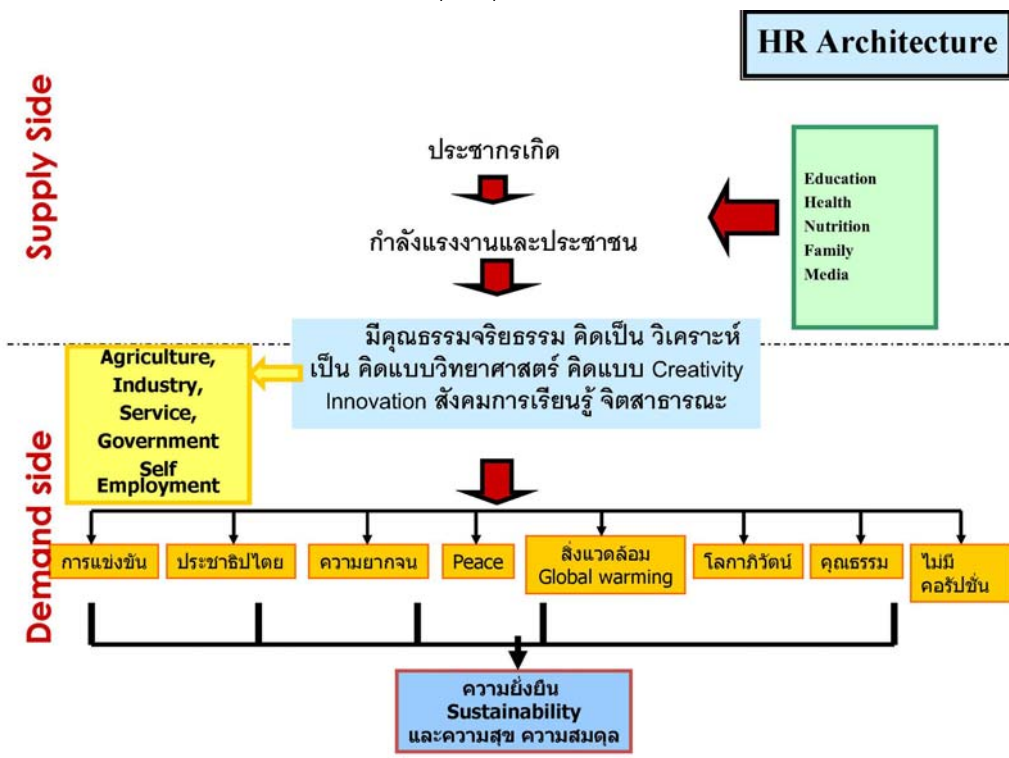 HR Architecture
Supply Side
ประชากรเกิด
กำลังแรงงานและประชาชน
Education
Health
Nutrition
Family
Media
มีคุณธรรมจริยธรรม คิดเป็น วิเคราะห์
เป็น คิดแบบวิทยาศาสตร์ คิดแบบ Creativity
Innovation สังคมการเรียนรู้ จิตสาธารณะ
Agriculture,
Industry,
Service,
Government
Self
Employment
Demand side
การแข่งขัน
ประชาธิปไตย
ความยากจน
Peace
สิ่งแวดล้อม
Global warming
โลกาภิวัตน์
คุณธรรม
ไม่มี
คอรัปชั่น
ความยั่งยืน
Sustainability
และความสุข ความสมดุล